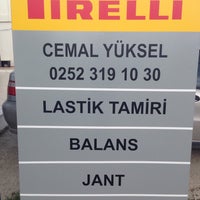 PIRELLI
CEMAL YÜKSEL
0252 319 10 30
LASTİK TAMİRİ
BALANS
JANT